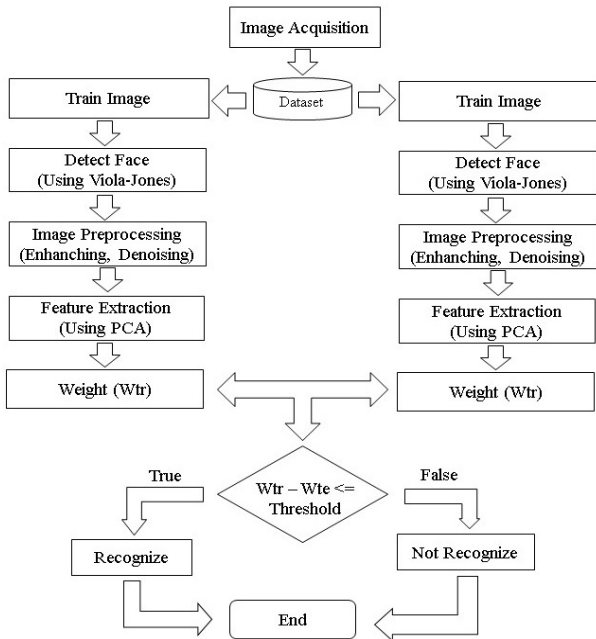 Image Acquisition
Dataset
Train Image
Train Image
Detect Face
(Using Viola-Jones)
Detect Face
(Using Viola-Jones)
Image Preprocessing
(Enhanching, Denoising)
Image Preprocessing
(Enhanching, Denoising)
Feature Extraction
(Using PCA)
Feature Extraction
(Using PCA)
Weight (Wtr)
Weight (Wtr)
True
Wtr – Wte <=
Threshold
False
Recognize
Not Recognize
End